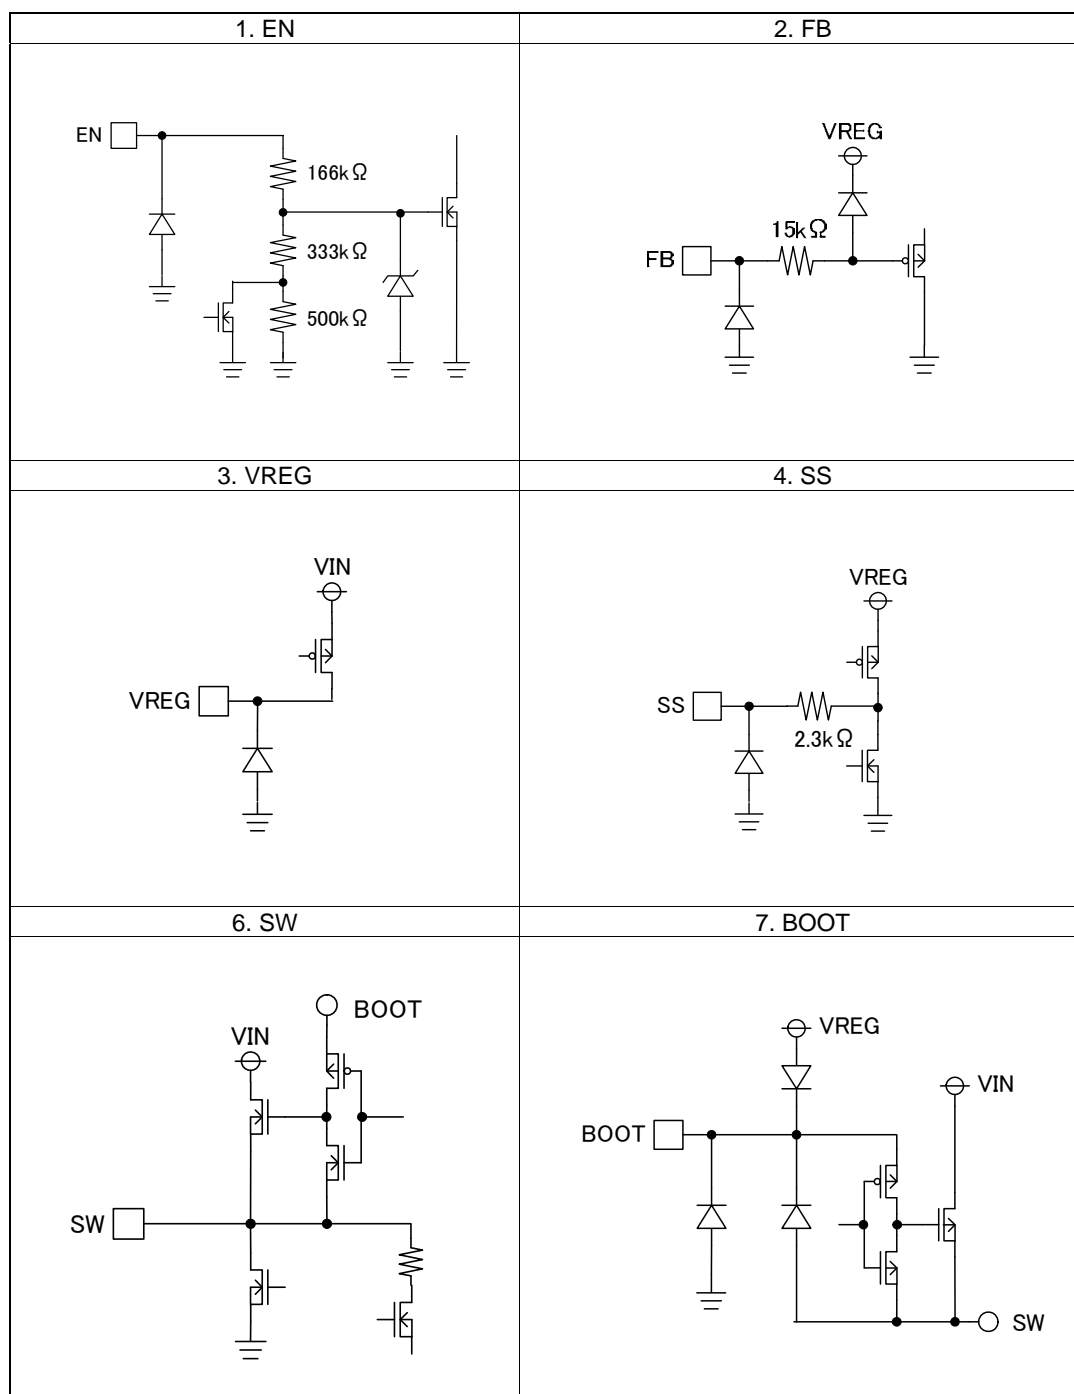 1. EN
2. FB
EN
166kΩ
333kΩ
500kΩ
VREG
15kΩ
FB
3. VREG
4. SS
VIN
VREG
VREG
SS
2.3kΩ
6. SW
7. BOOT
BOOT
VIN
SW
VREG
VIN
BOOT
SW